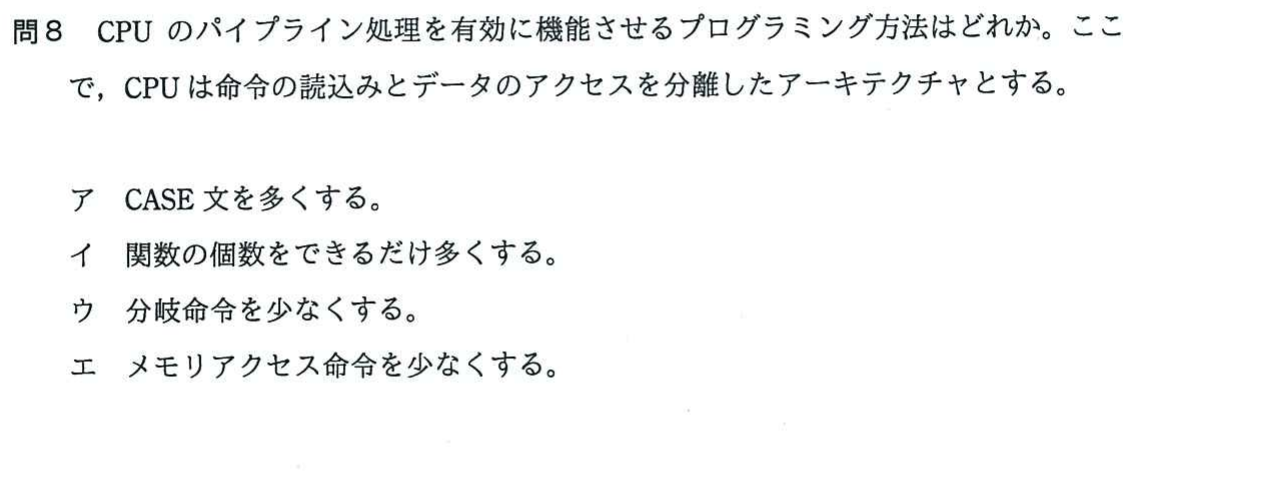 問8 CPU のパイプライン処理を有効に機能させるプログラミング方法はどれか。ここ
で，CPU は命令の読込みとデータのアクセスを分離したアーキテクチャとする。
ア CASE 文を多くする。
イ 関数の個数をできるだけ多くする。
ウ 分岐命令を少なくする。
エ メモリアクセス命令を少なくする。